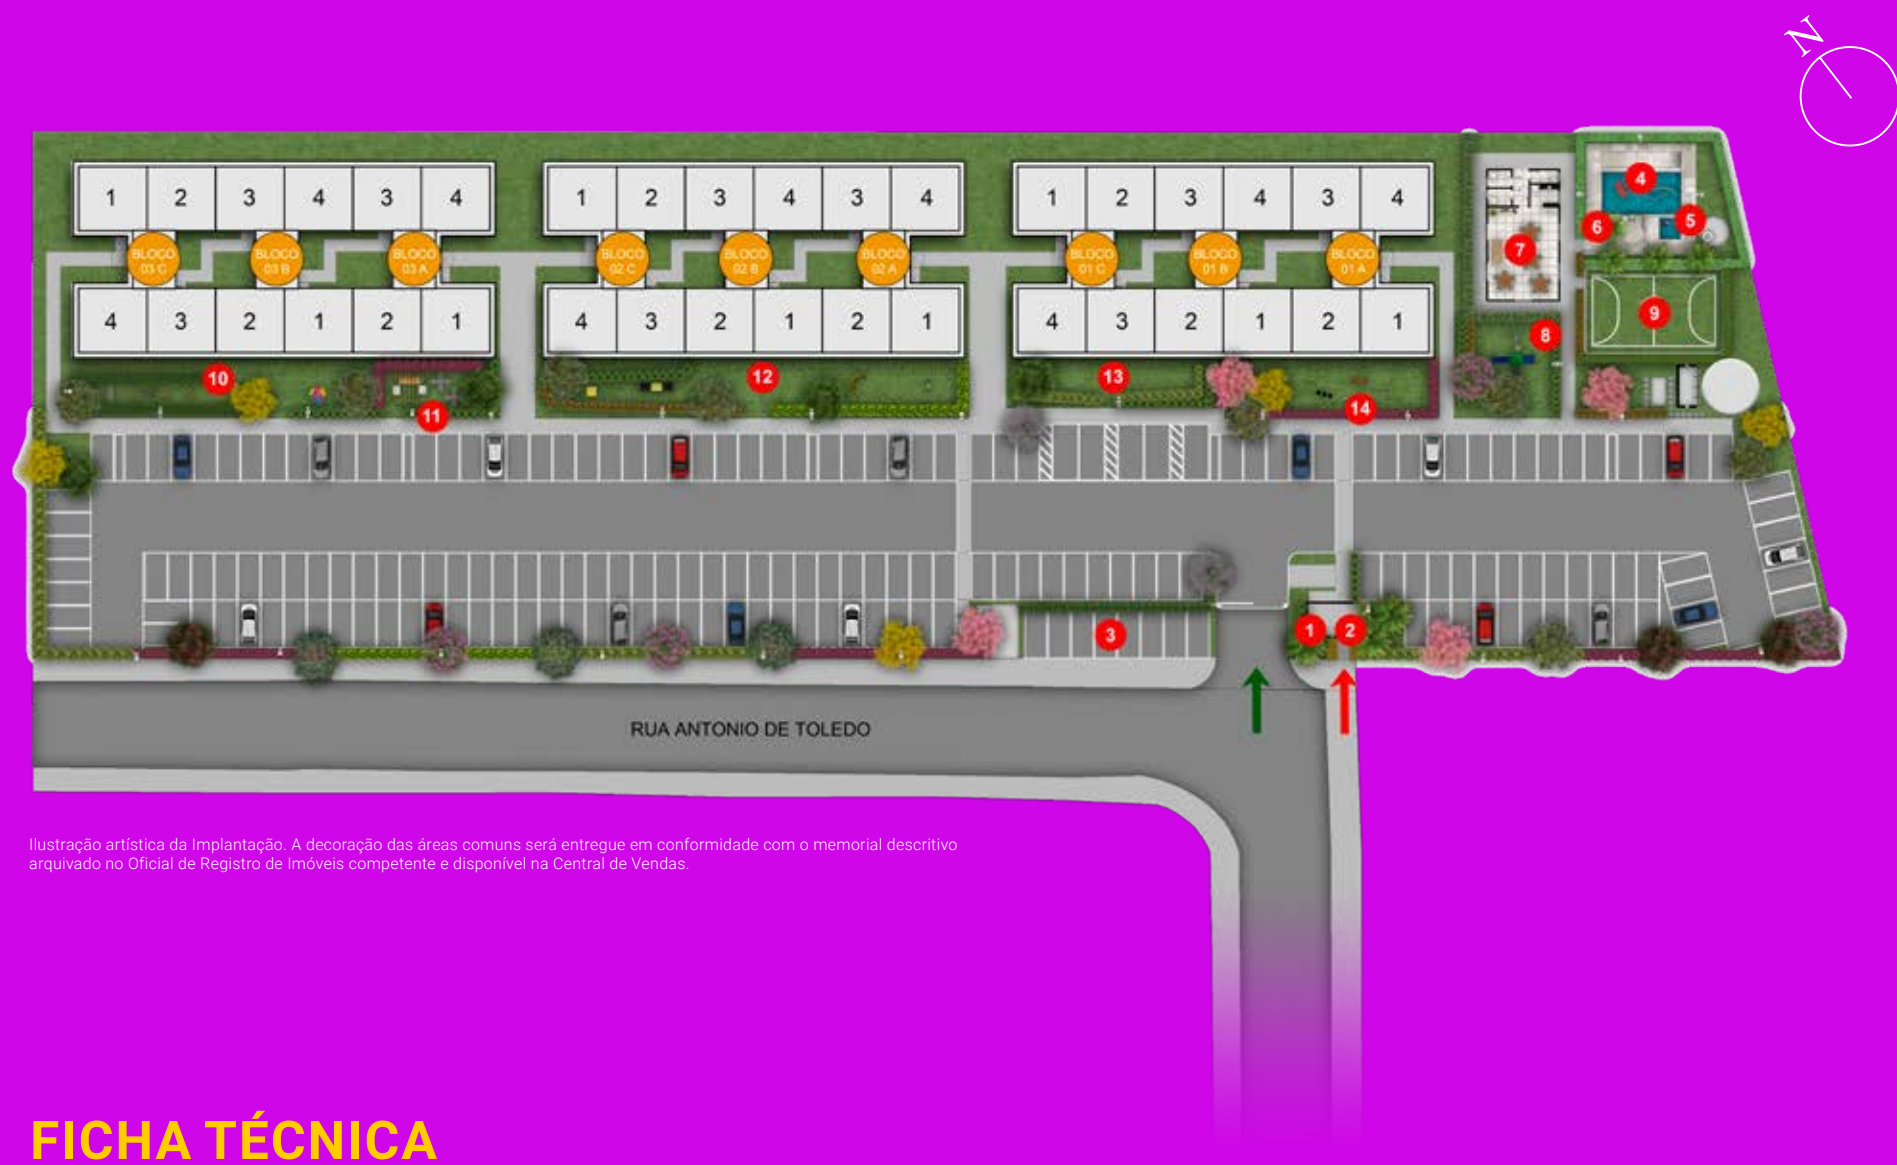 N
1 2 3 4 3 4
1 2 3 4 3 4
1 2 3 4 3 4
BLOCO 03 C
BLOCO 03 B
BLOCO 03 A
BLOCO 02 C
BLOCO 02 B
BLOCO 02 A
BLOCO 01 C
BLOCO 01 B
BLOCO 01 A
4 3 2 1 2 1
4 3 2 1 2 1
4 3 2 1 2 1
4
5
6
7
8
9
10
11
12
13
14
3
1
2
RUA ANTONIO DE TOLEDO
Ilustração artística da Implantação. A decoração das áreas comuns será entregue em conformidade com o memorial descritivo
arquivado no Oficial de Registro de Imóveis competente e disponível na Central de Vendas.
FICHA TÉCNICA